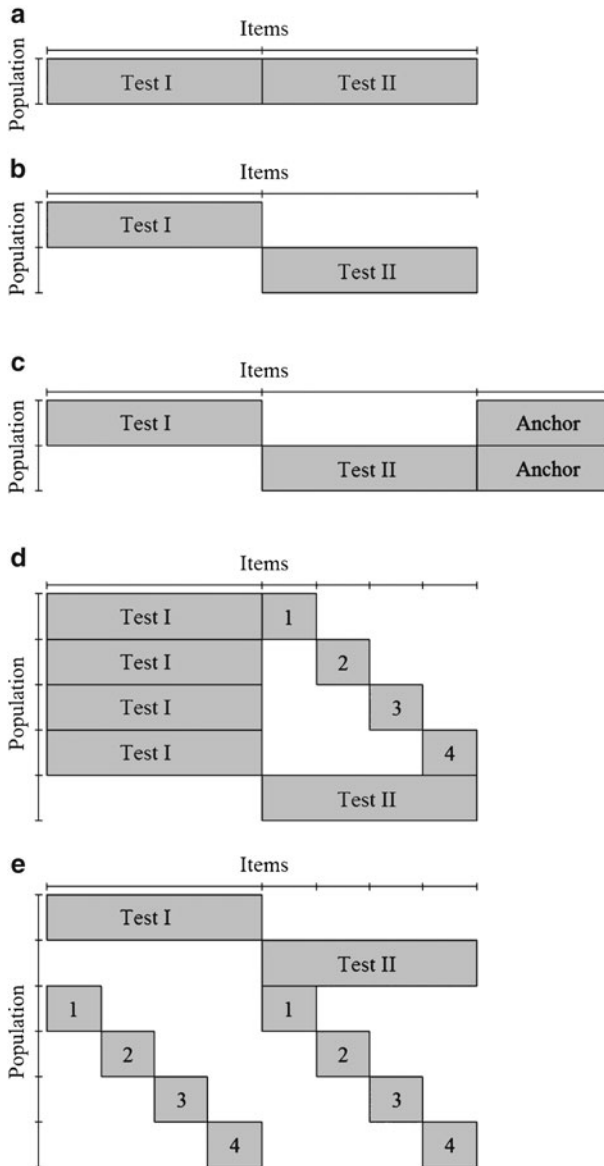 a
Items
Population
Test I Test II
b
Items
Population
Test I
Test II
c
Items
Population
Test I Anchor
Test II Anchor
d
Items
Population
Test I 1
Test I 2
Test I 3
Test I 4
Test II
e
Items
Population
Test I
Test II
1 1
2 2
3 3
4 4